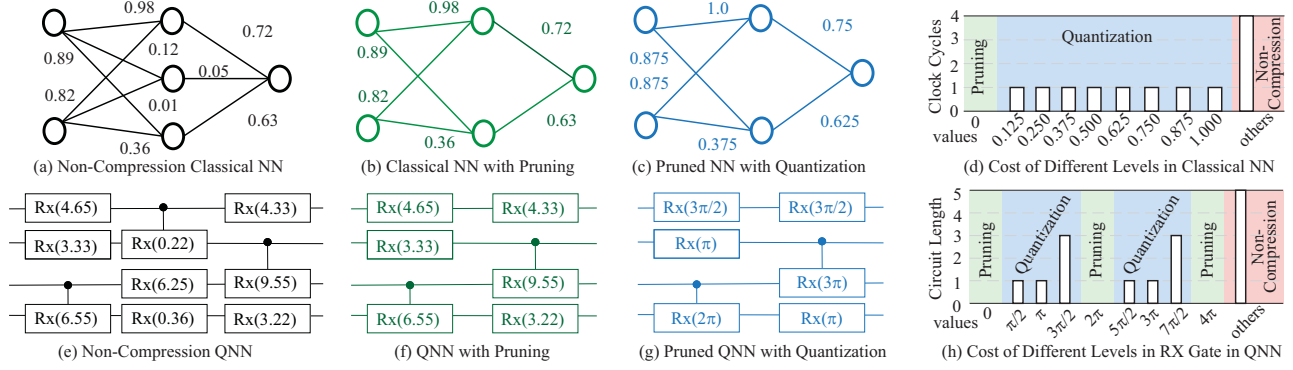 0.98
0.12
0.72
0.89
0.05
0.82
0.01
0.63
0.36
(a) Non-Compression Classical NN
0.98
0.72
0.89
0.82
0.63
0.36
(b) Classical NN with Pruning
1.0
0.75
0.875
0.875
0.625
0.375
(c) Pruned NN with Quantization
Clock Cycles
4
3
2
1
0
Pruning
Quantization
Non-
Compression
0
values
0.125
0.250
0.375
0.500
0.625
0.750
0.875
1.000
others
(d) Cost of Different Levels in Classical NN
Rx(4.65)
Rx(4.33)
Rx(3.33)
Rx(0.22)
Rx(6.25)
Rx(9.55)
Rx(6.55)
Rx(0.36)
Rx(3.22)
(e) Non-Compression QNN
Rx(4.65)
Rx(4.33)
Rx(3.33)
Rx(9.55)
Rx(6.55)
Rx(3.22)
(f) QNN with Pruning
Rx(3π/2)
Rx(3π/2)
Rx(π)
Rx(3π)
Rx(2π)
Rx(π)
(g) Pruned QNN with Quantization
Circuit Length
5
4
3
2
1
0
Pruning
Quantization
Pruning
Quantization
Pruning
Non-
Compression
0
values
π/2
π
3π/2
2π
5π/2
3π
7π/2
4π
others
(h) Cost of Different Levels in RX Gate in QNN